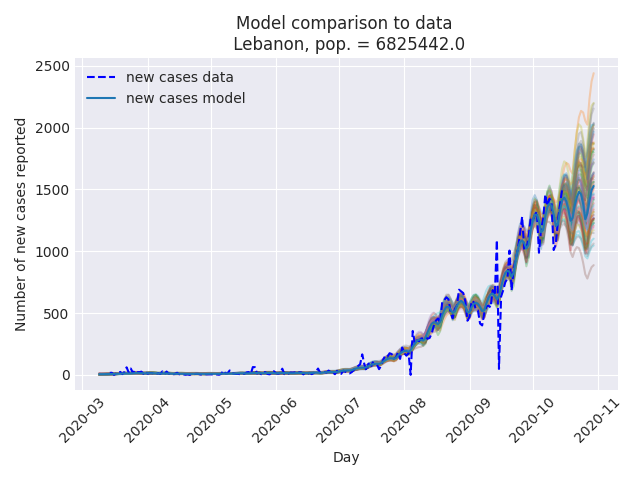 Model comparison to data
Lebanon, pop. = 6825442.0
new cases data
new cases model
Number of new cases reported
2500
2000
1500
1000
500
0
2020-03
2020-04
2020-05
2020-06
2020-07
2020-08
2020-09
2020-10
2020-11
Day